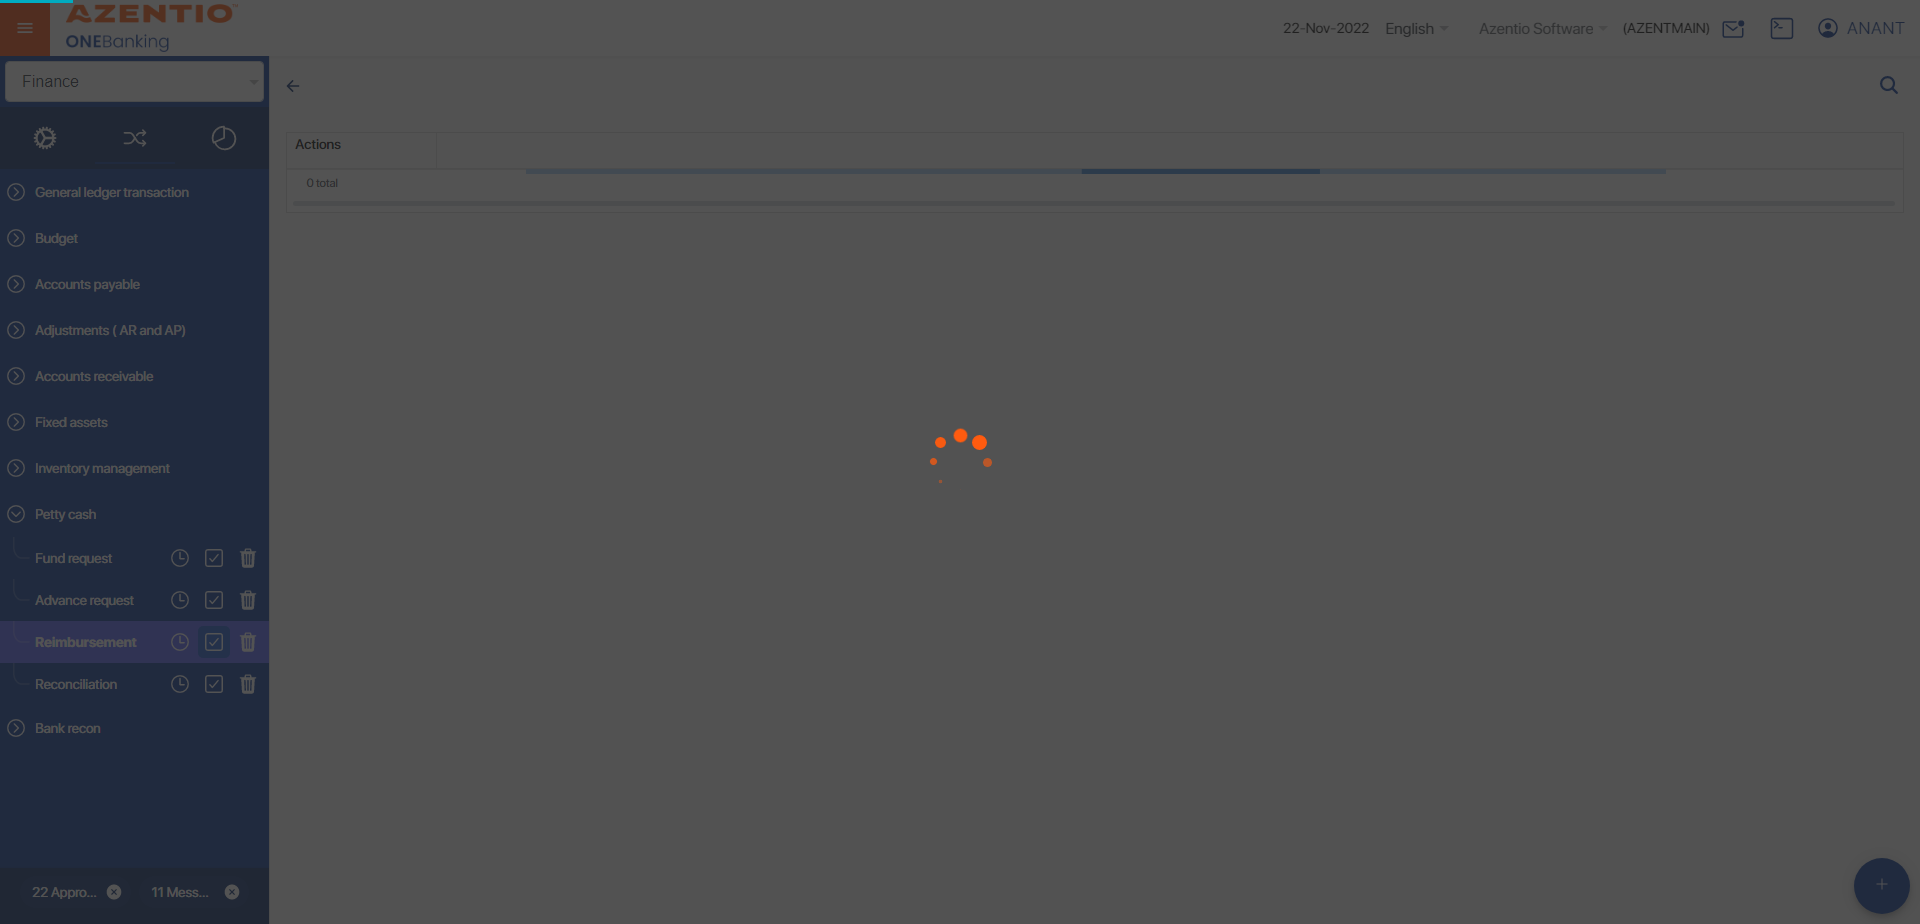 AZENTIO
ONEBanking
22-Nov-2022 English Azentio Software (AZENTMAIN) ANANT
Finance
Actions
0 total
General ledger transaction
Budget
Accounts payable
Adjustments ( AR and AP)
Accounts receivable
Fixed assets
Inventory management
Petty cash
Fund request
Advance request
Reimbursement
Reconciliation
Bank recon
22 Appro... 11 Mess...